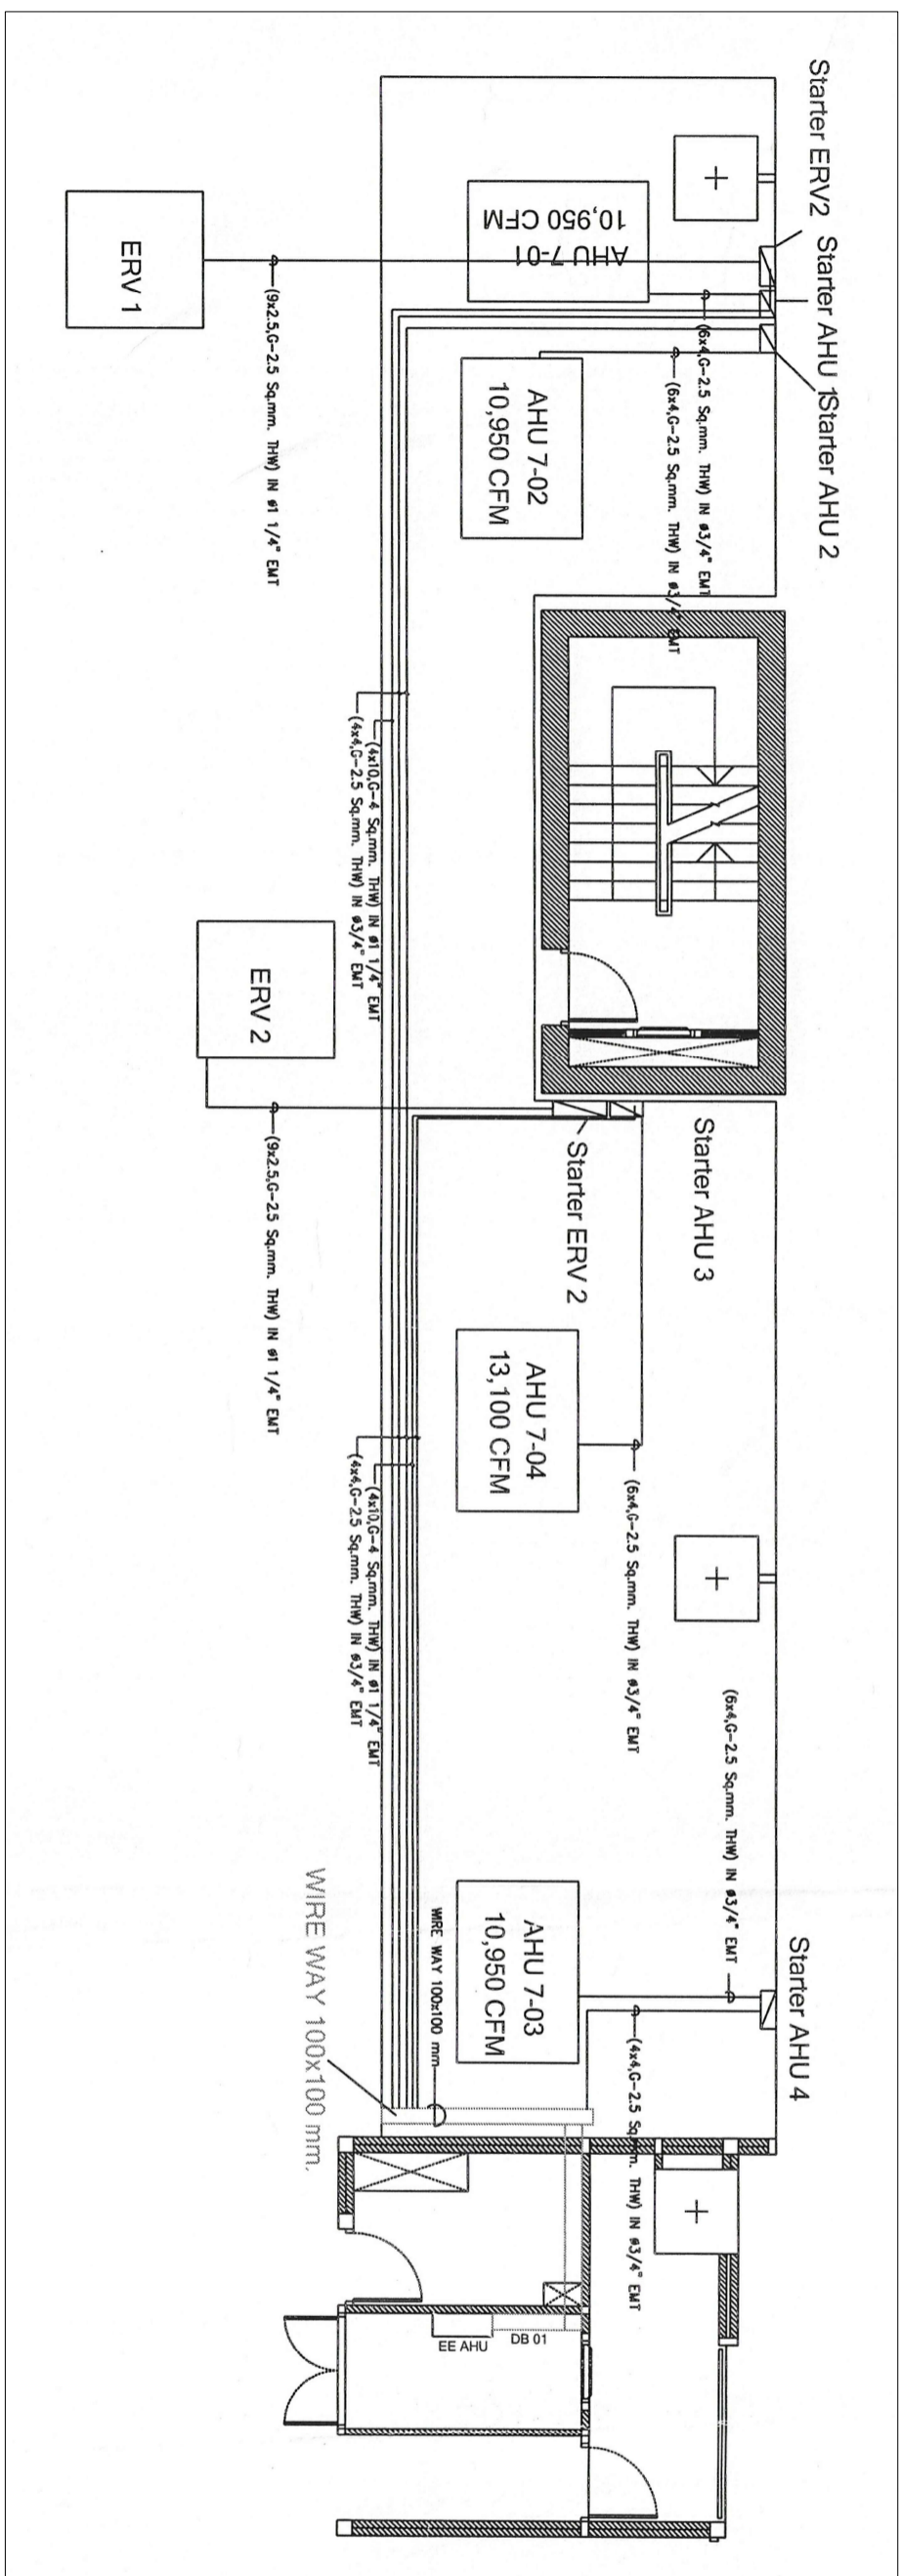 Starter ERV2
Starter AHU 1
Starter AHU 2
AHU 7-01
10,950 CFM
ERV 1
(9x2.5,G-2.5 Sq.mm. THW) IN ø1 1/4" EMT
(6x4,G-2.5 Sq.mm. THW) IN ø3/4" EMT
(6x4,G-2.5 Sq.mm. THW) IN ø3/4" EMT
AHU 7-02
10,950 CFM
(4x10,G-4 Sq.mm. THW) IN ø1 1/4" EMT
(4x4,G-2.5 Sq.mm. THW) IN ø3/4" EMT
ERV 2
(9x2.5,G-2.5 Sq.mm. THW) IN ø1 1/4" EMT
Starter AHU 3
Starter ERV 2
AHU 7-04
13,100 CFM
(6x4,G-2.5 Sq.mm. THW) IN ø3/4" EMT
(4x10,G-4 Sq.mm. THW) IN ø1 1/4" EMT
(4x4,G-2.5 Sq.mm. THW) IN ø3/4" EMT
(6x4,G-2.5 Sq.mm. THW) IN ø3/4" EMT
Starter AHU 4
AHU 7-03
10,950 CFM
WIRE WAY 100x100 mm
WIRE WAY 100x100 mm.
(4x4,G-2.5 Sq.mm. THW) IN ø3/4" EMT
EE AHU
DB 01